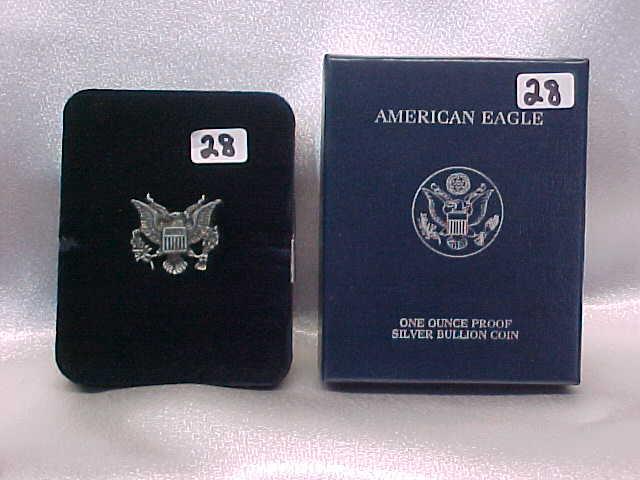 28
28
AMERICAN EAGLE
ONE OUNCE PROOF
SILVER BULLION COIN